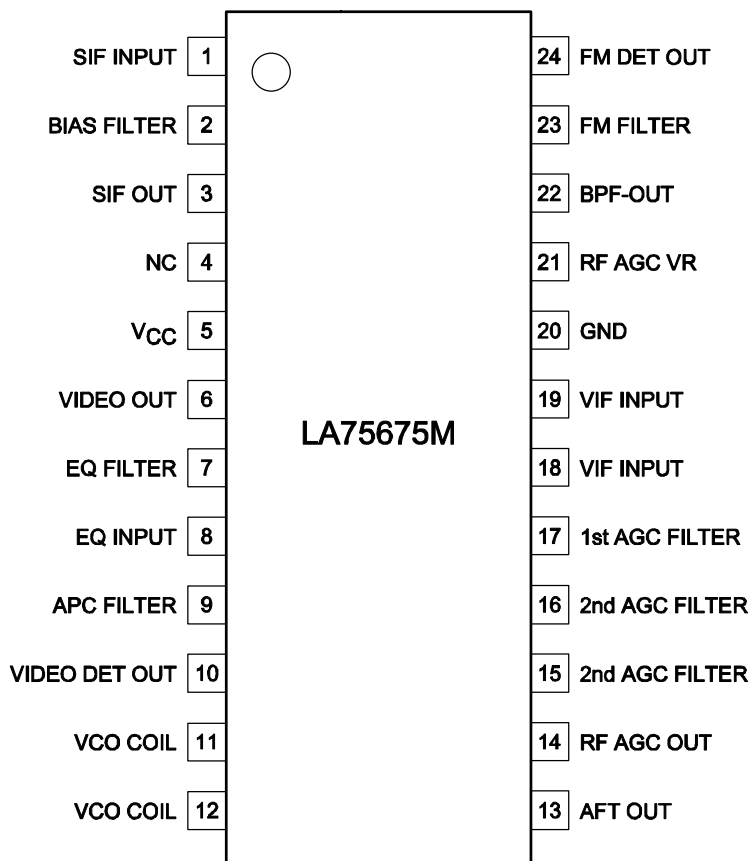 SIF INPUT 1 24 FM DET OUT
BIAS FILTER 2 23 FM FILTER
SIF OUT 3 22 BPF-OUT
NC 4 21 RF AGC VR
VCC 5 20 GND
VIDEO OUT 6 19 VIF INPUT
LA75675M
EQ FILTER 7 18 VIF INPUT
EQ INPUT 8 17 1st AGC FILTER
APC FILTER 9 16 2nd AGC FILTER
VIDEO DET OUT 10 15 2nd AGC FILTER
VCO COIL 11 14 RF AGC OUT
VCO COIL 12 13 AFT OUT